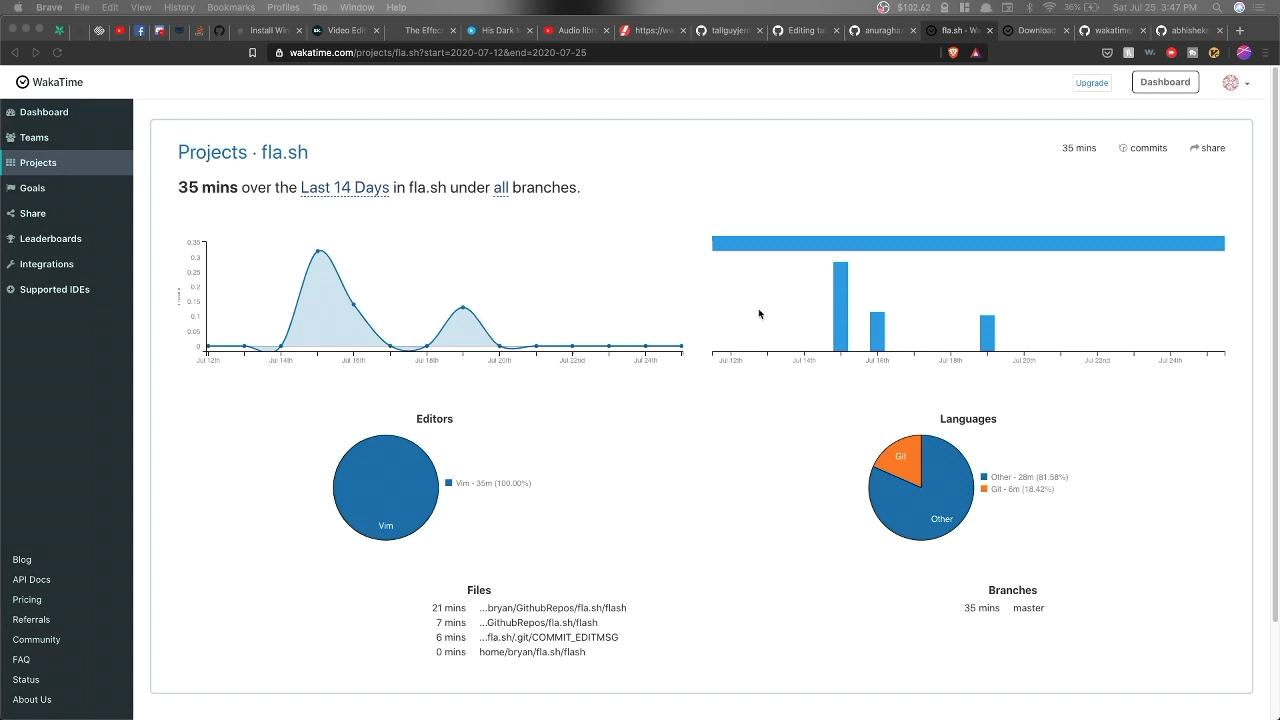 Brave File Edit View History Bookmarks Profiles Tab Window Help $102.62 36% Sat Jul 25 3:47 PM
Install Win Video Edi The Effec His Dark M Audio libr https://w tallguyjen Editing ta anuragha fla.sh - W Download wakatime/ abhishekn
wakatime.com/projects/fla.sh?start=2020-07-12&end=2020-07-25
WakaTime Upgrade Dashboard
Dashboard
Teams
Projects
Goals
Share
Leaderboards
Integrations
Supported IDEs
Blog
API Docs
Pricing
Referrals
Community
FAQ
Status
About Us
Projects · fla.sh
35 mins commits share
35 mins over the Last 14 Days in fla.sh under all branches.
0.35
0.3
0.25
0.2
0.15
0.1
0.05
0
Jul 12th Jul 14th Jul 16th Jul 18th Jul 20th Jul 22nd Jul 24th
Jul 12th Jul 14th Jul 16th Jul 18th Jul 20th Jul 22nd Jul 24th
Editors
Vim
Vim - 35m (100.00%)
Languages
Git
Other
Other - 28m (81.58%)
Git - 6m (18.42%)
Files
21 mins ...bryan/GithubRepos/fla.sh/flash
7 mins ...GithubRepos/fla.sh/flash
6 mins ...fla.sh/.git/COMMIT_EDITMSG
0 mins home/bryan/fla.sh/flash
Branches
35 mins master